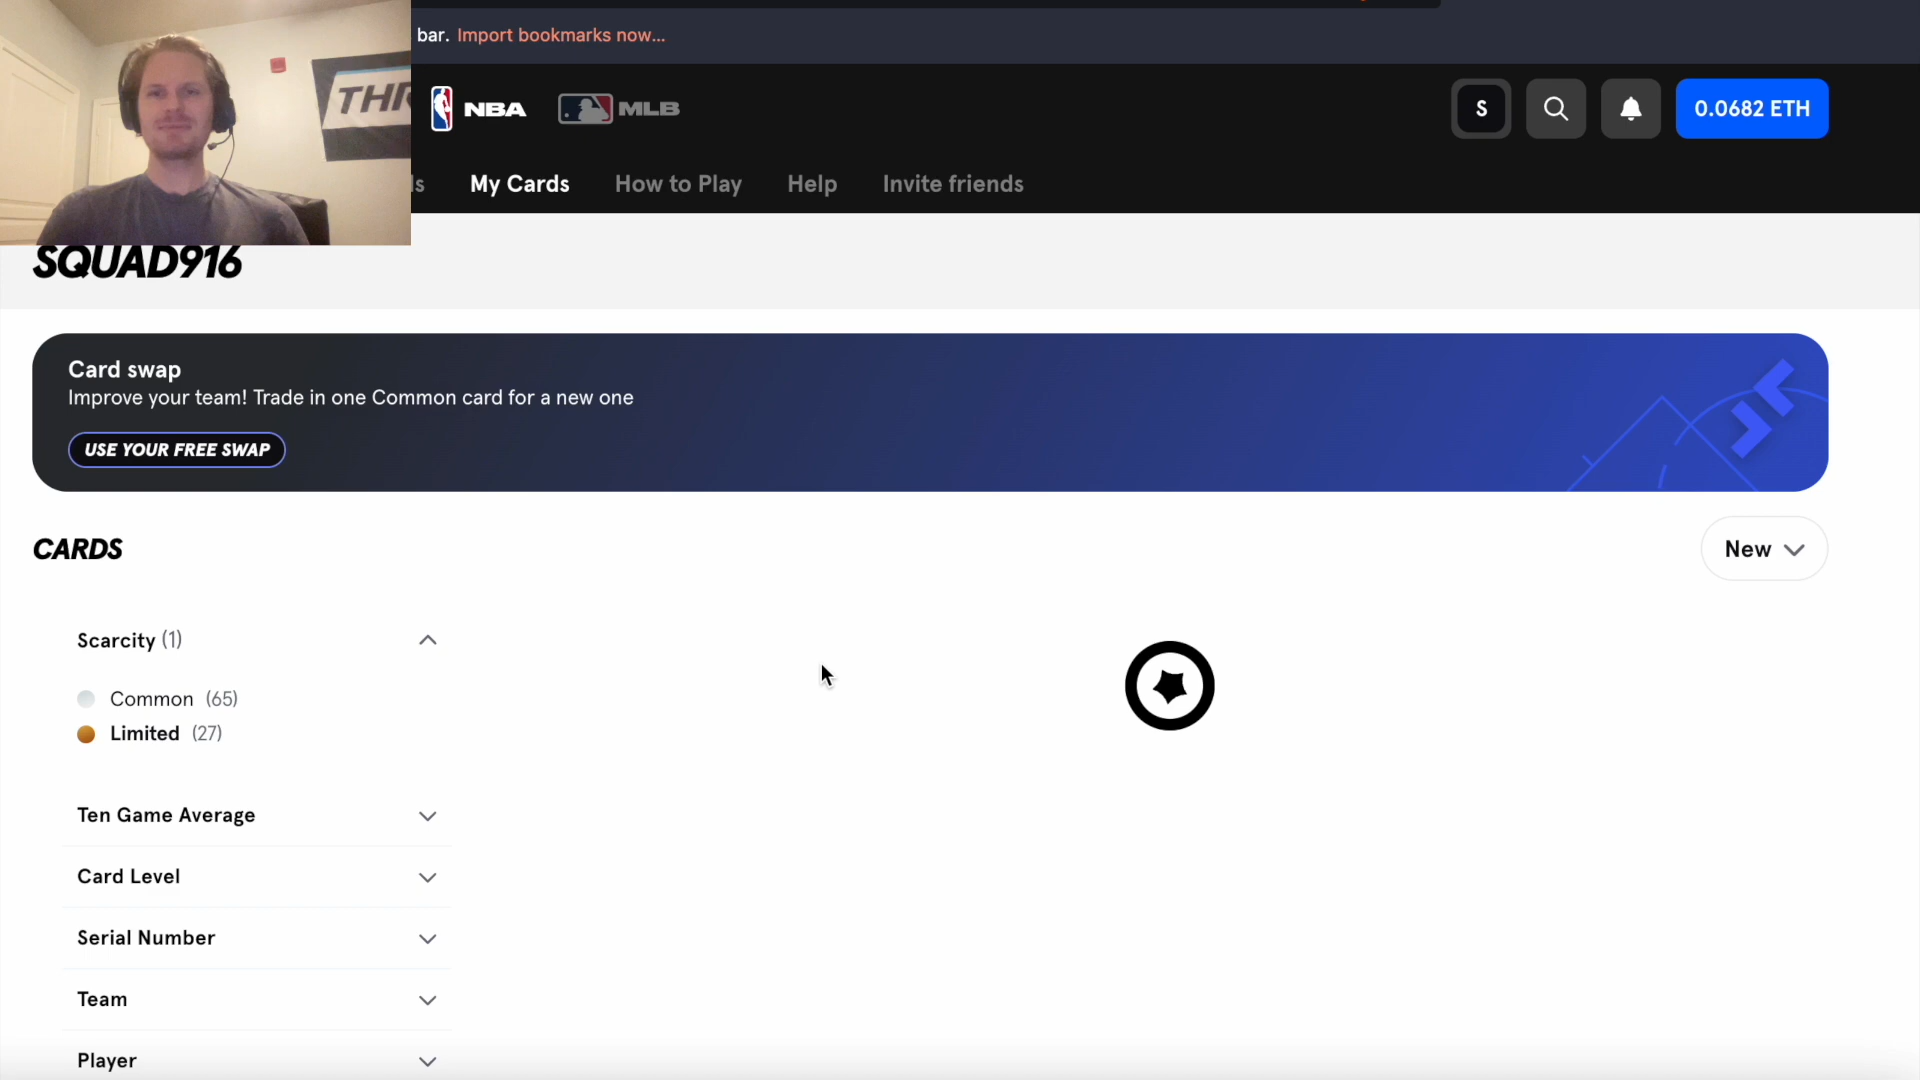 bar. Import bookmarks now...
THR
NBA
MLB
S
0.0682 ETH
ls
My Cards
How to Play
Help
Invite friends
SQUAD916
Card swap
Improve your team! Trade in one Common card for a new one
USE YOUR FREE SWAP
CARDS
New
Scarcity (1)
Common (65)
Limited (27)
Ten Game Average
Card Level
Serial Number
Team
Player